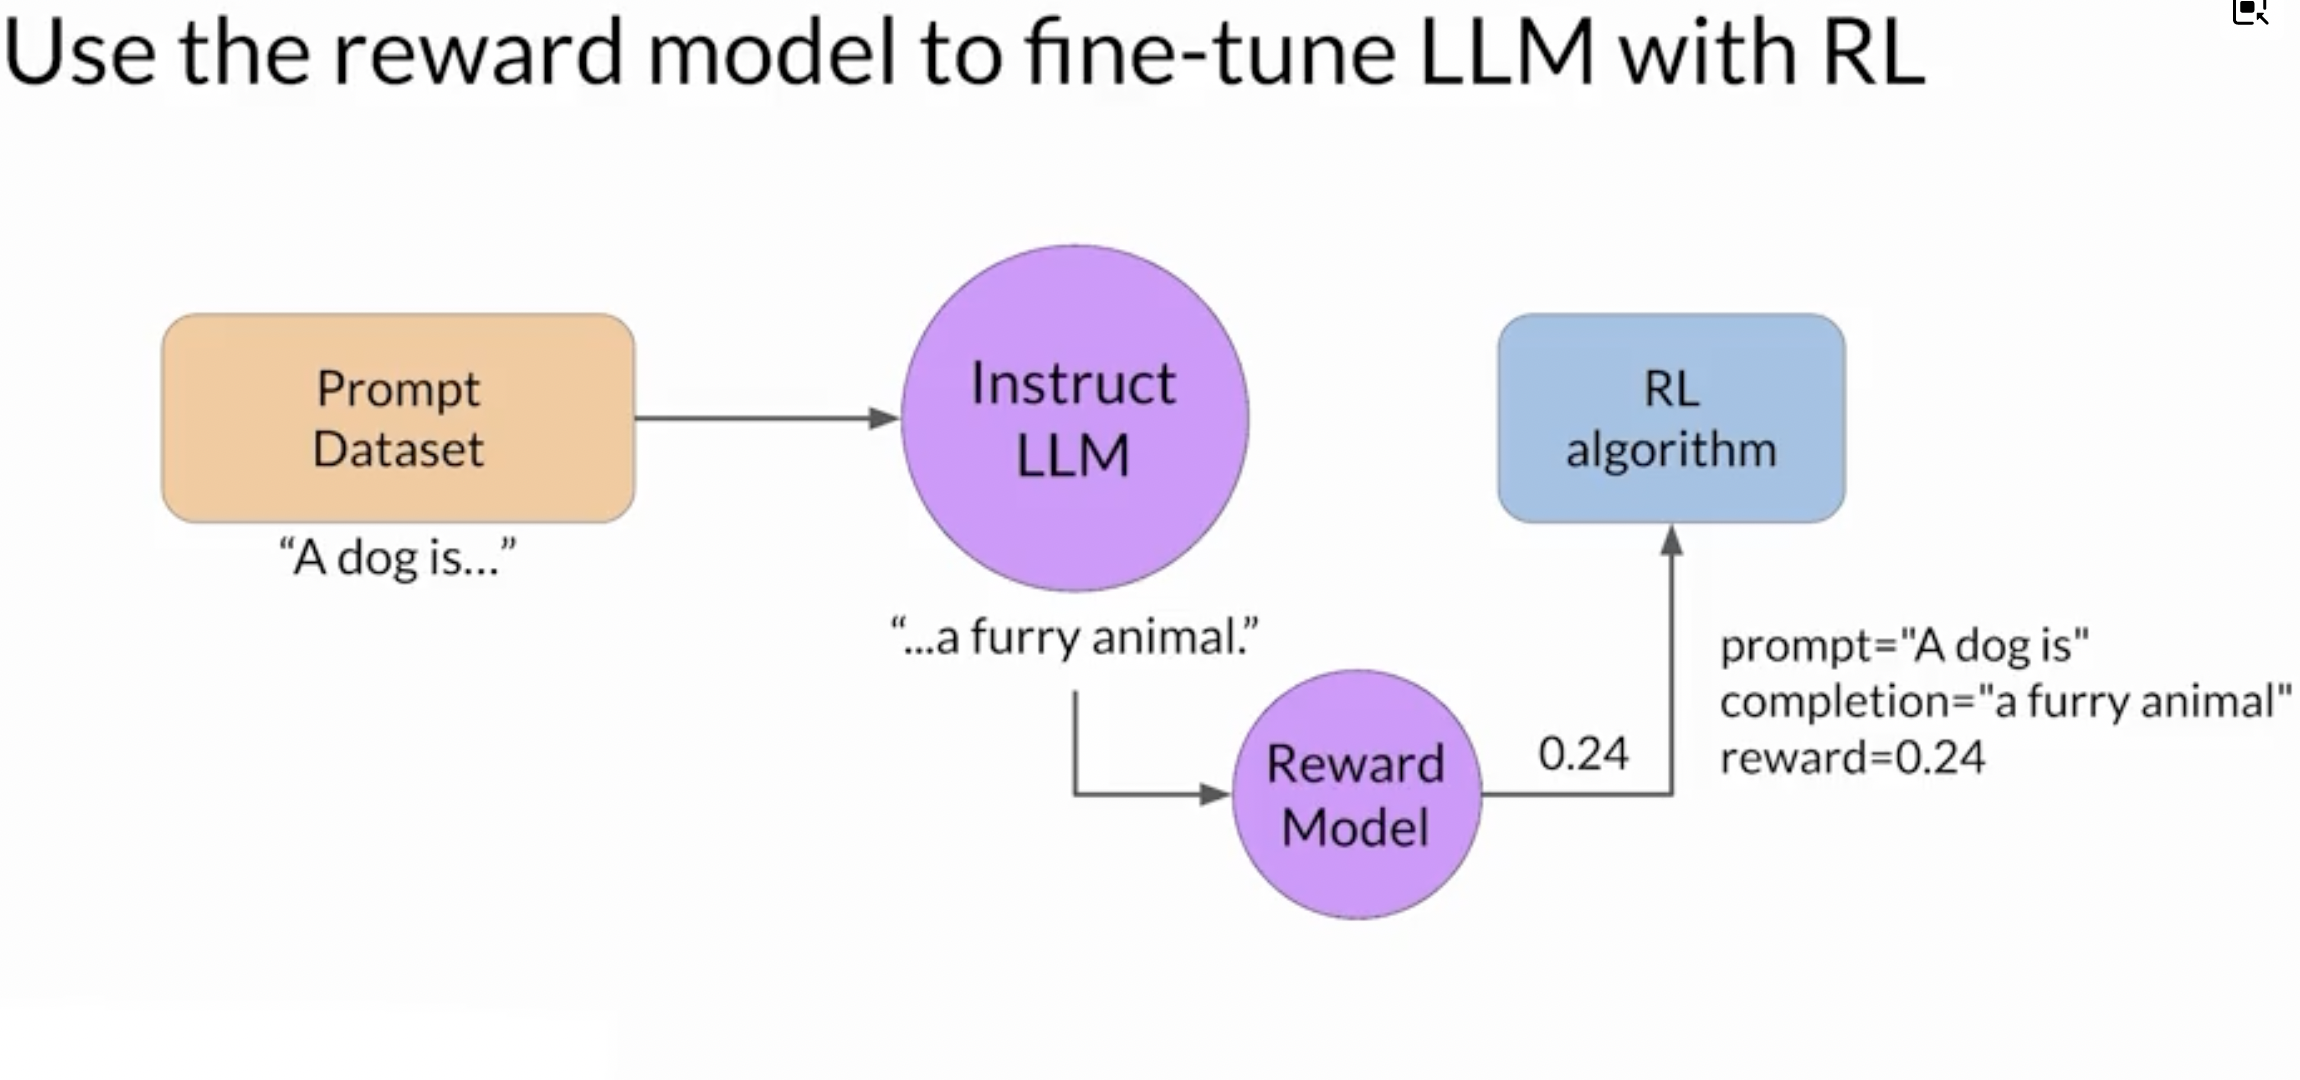 Use the reward model to fine-tune LLM with RL
Prompt
Dataset
“A dog is...”
Instruct
LLM
“...a furry animal.”
Reward
Model
0.24
RL
algorithm
prompt="A dog is"
completion="a furry animal"
reward=0.24